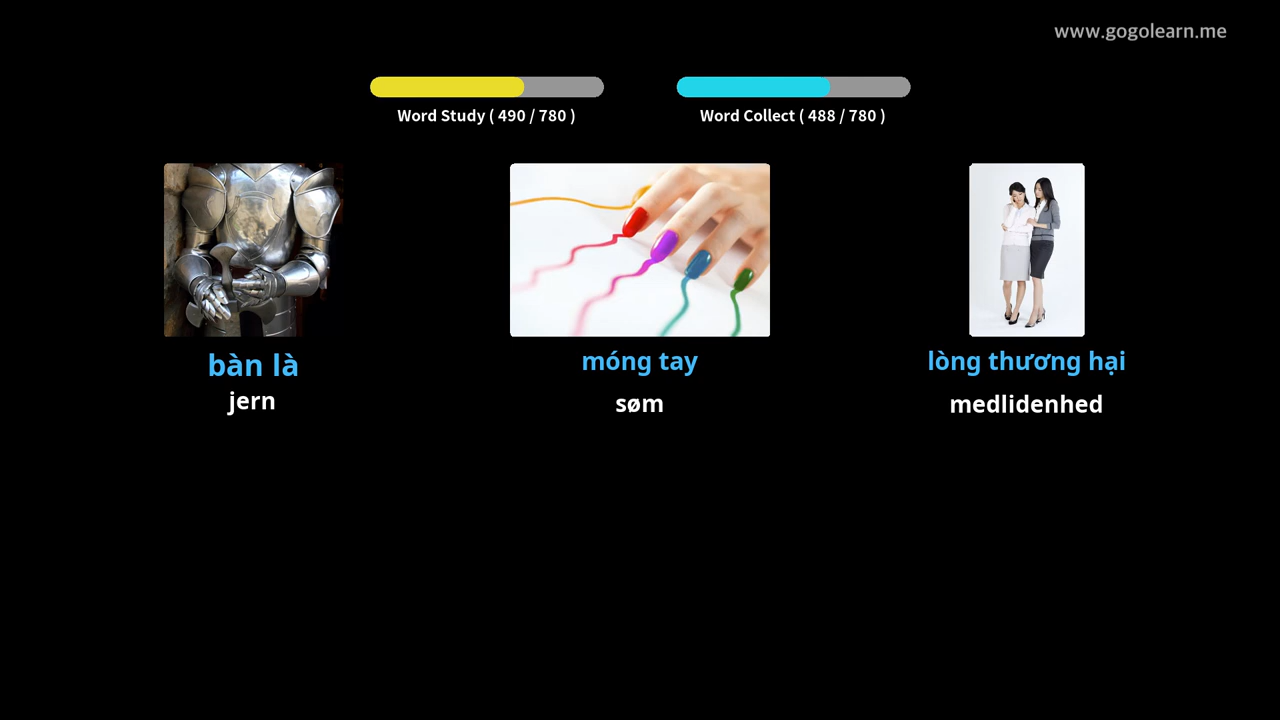 www.gogolearn.me
Word Study ( 490 / 780 )
Word Collect ( 488 / 780 )
bàn là
jern
móng tay
søm
lòng thương hại
medlidenhed